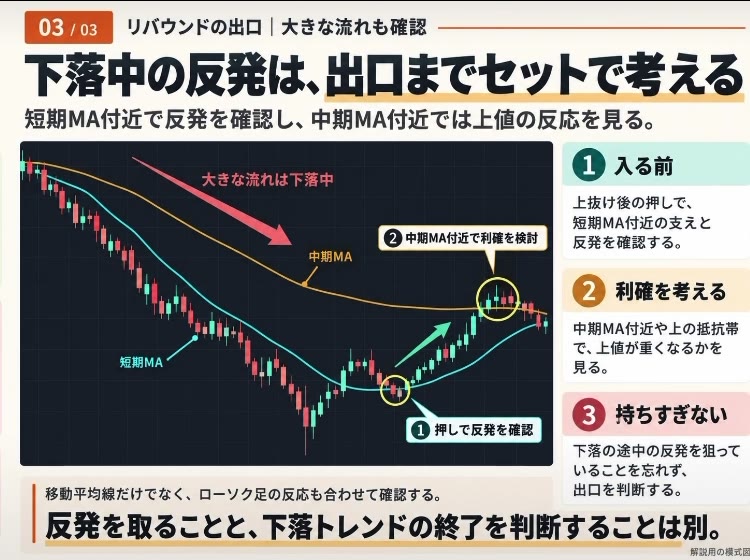 03 / 03 リバウンドの出口｜大きな流れも確認
下落中の反発は、出口までセットで考える
短期MA付近で反発を確認し、中期MA付近では上値の反応を見る。
大きな流れは下落中
中期MA
② 中期MA付近で利確を検討
短期MA
① 押しで反発を確認
① 入る前
上抜け後の押しで、
短期MA付近の支えと
反発を確認する。
② 利確を考える
中期MA付近や上の抵抗帯
で、上値が重くなるかを
見る。
③ 持ちすぎない
下落の途中の反発を狙って
いることを忘れず、
出口を判断する。
移動平均線だけでなく、ローソク足の反応も合わせて確認する。
反発を取ることと、下落トレンドの終了を判断することは別。
解説用の模式図